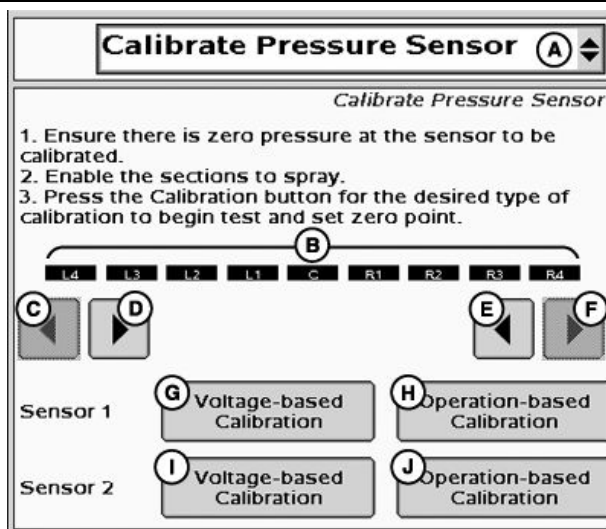 Calibrate Pressure Sensor A
Calibrate Pressure Sensor
1. Ensure there is zero pressure at the sensor to be
calibrated.
2. Enable the sections to spray.
3. Press the Calibration button for the desired type of
calibration to begin test and set zero point.
B
L4 L3 L2 L1 C R1 R2 R3 R4
C D E F
G H
Voltage-based Operation-based
Sensor 1 Calibration Calibration
I J
Voltage-based Operation-based
Sensor 2 Calibration Calibration